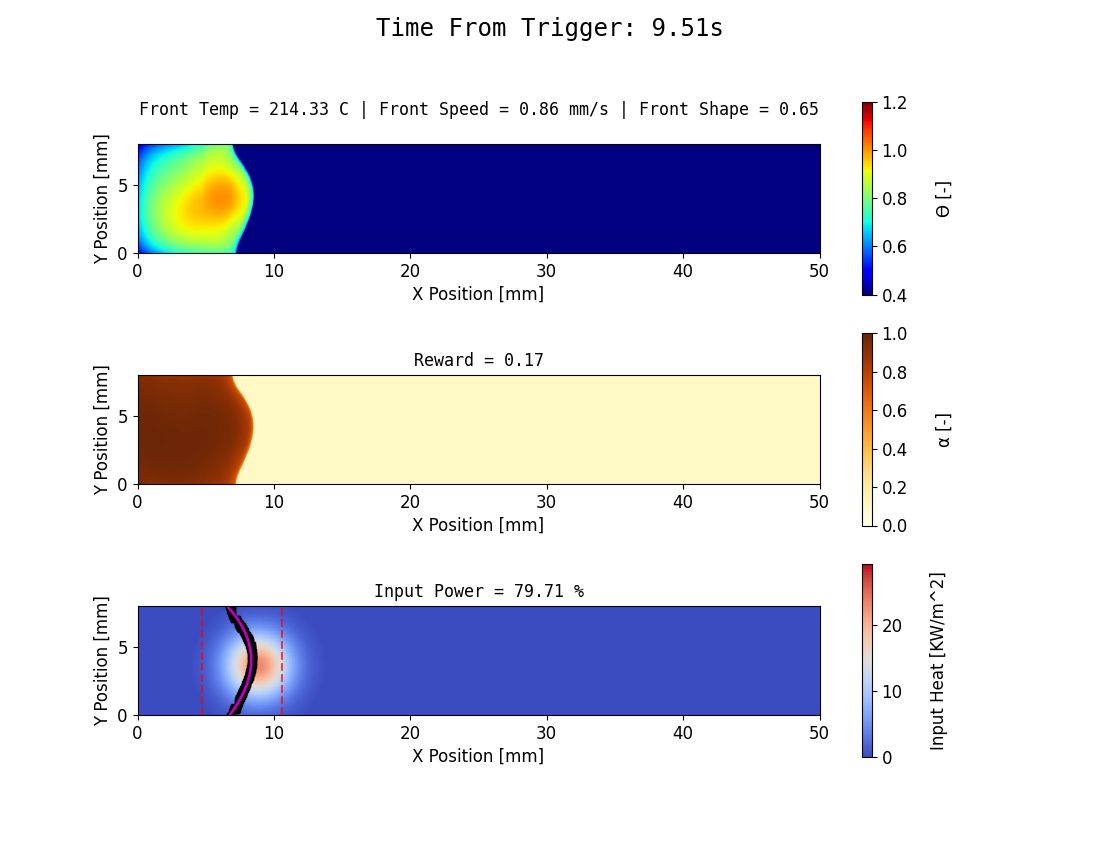 Time From Trigger: 9.51s
Front Temp = 214.33 C | Front Speed = 0.86 mm/s | Front Shape = 0.65
Y Position [mm]
5
0
0 10 20 30 40 50
X Position [mm]
1.2
1.0
0.8
0.6
0.4
Θ [-]
Reward = 0.17
Y Position [mm]
5
0
0 10 20 30 40 50
X Position [mm]
1.0
0.8
0.6
0.4
0.2
0.0
α [-]
Input Power = 79.71 %
Y Position [mm]
5
0
0 10 20 30 40 50
X Position [mm]
20
10
0
Input Heat [KW/m^2]